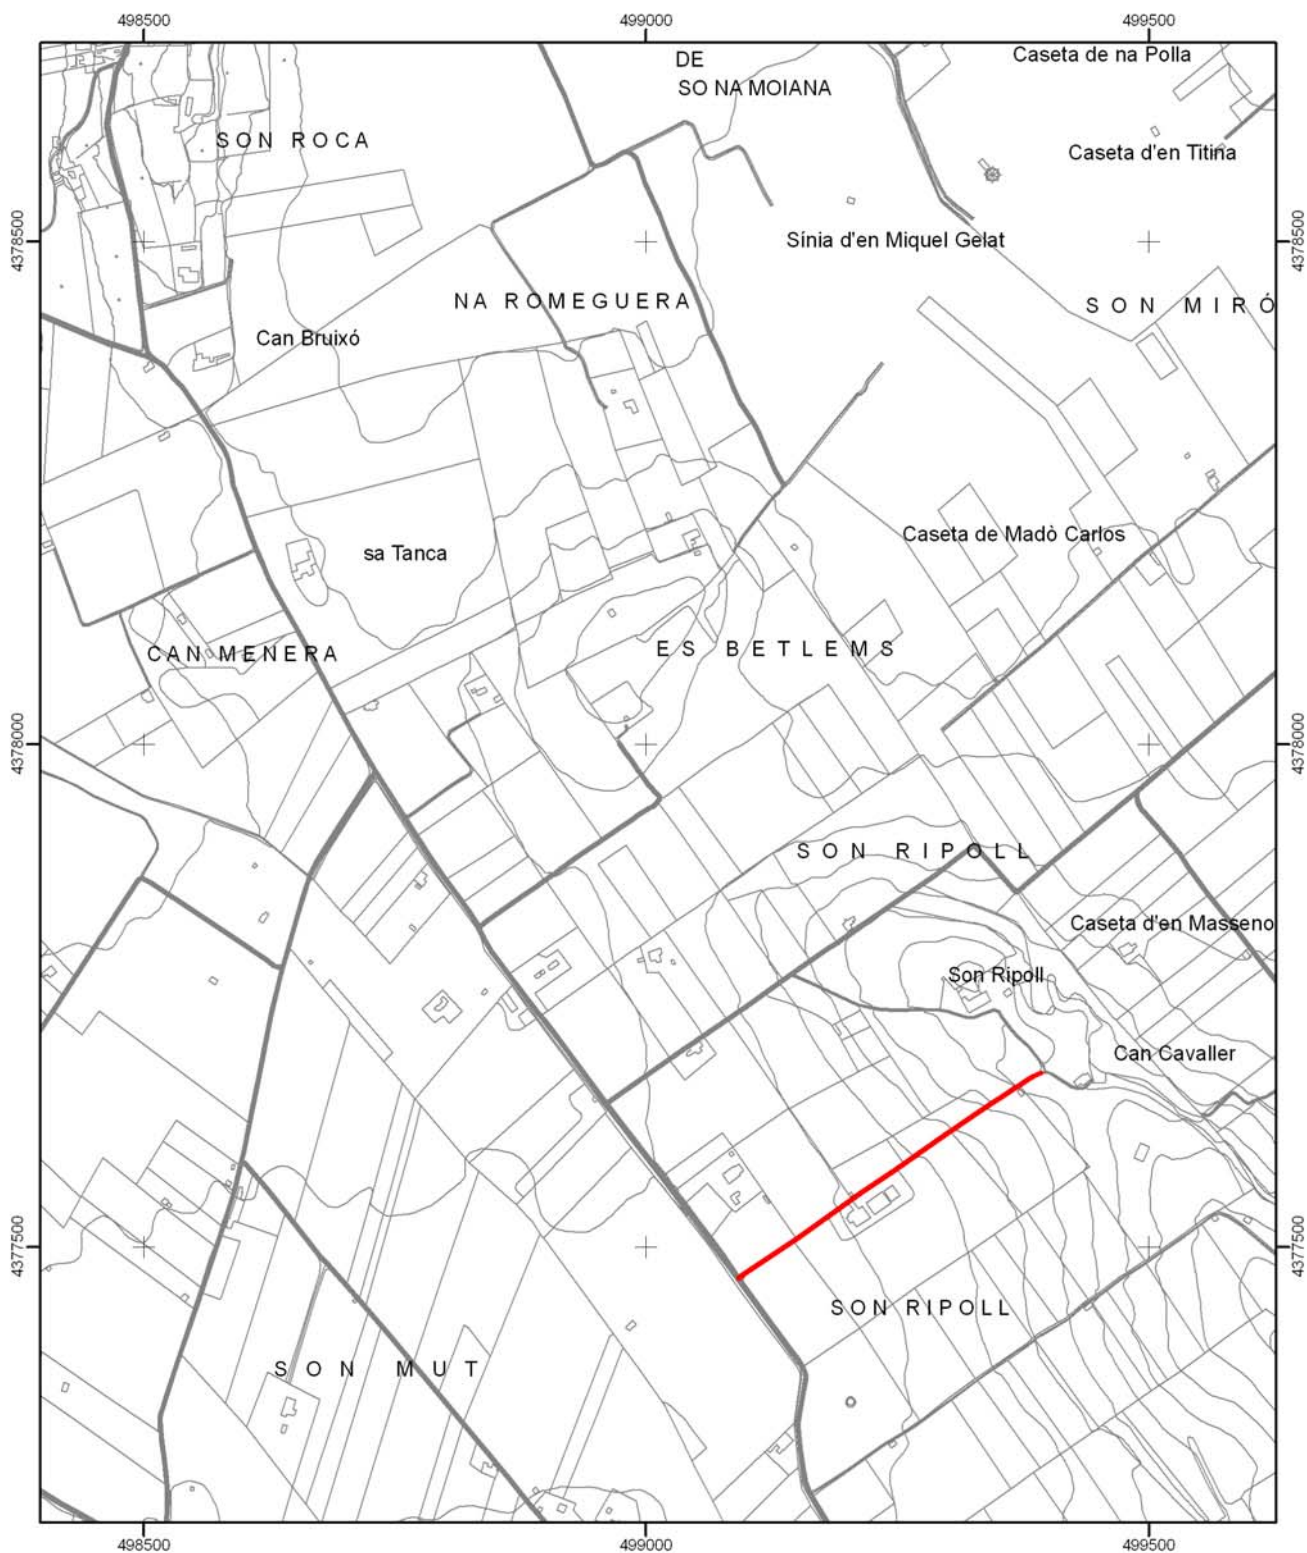 498500 499000 499500
DE
Caseta de na Polla
SO NA MOIANA
SON ROCA
Caseta d'en Titina
4378500
4378500
Sínia d'en Miquel Gelat
NA ROMEGUERA
SON MIRÓ
Can Bruixó
Caseta de Madò Carlos
sa Tanca
CAN MENERA
ES BETLEMS
4378000
4378000
SON RIPOLL
Caseta d'en Masseno
Son Ripoll
Can Cavaller
4377500
4377500
SON RIPOLL
SON MUT
498500 499000 499500